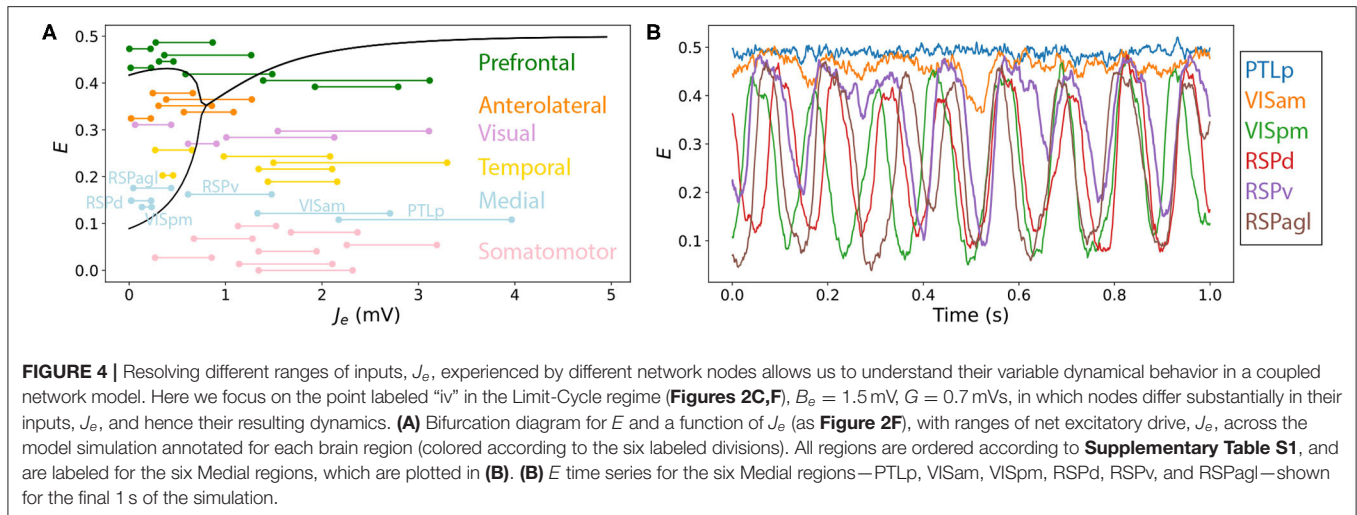 A
B
0.5
0.4
0.3
0.2
0.1
0.0
E
0
1
2
3
4
5
J_e (mV)
Prefrontal
Anterolateral
Visual
Temporal
Medial
Somatomotor
RSPagl
RSPv
RSPd
VISam
VISpm
PTLp
0.5
0.4
0.3
0.2
0.1
E
0.0
0.2
0.4
0.6
0.8
1.0
Time (s)
PTLp
VISam
VISpm
RSPd
RSPv
RSPagl
FIGURE 4 | Resolving different ranges of inputs, J_e, experienced by different network nodes allows us to understand their variable dynamical behavior in a coupled
network model. Here we focus on the point labeled “iv” in the Limit-Cycle regime (Figures 2C,F), B_e = 1.5 mV, G = 0.7 mVs, in which nodes differ substantially in their
inputs, J_e, and hence their resulting dynamics. (A) Bifurcation diagram for E and a function of J_e (as Figure 2F), with ranges of net excitatory drive, J_e, across the
model simulation annotated for each brain region (colored according to the six labeled divisions). All regions are ordered according to Supplementary Table S1, and
are labeled for the six Medial regions, which are plotted in (B). (B) E time series for the six Medial regions—PTLp, VISam, VISpm, RSPd, RSPv, and RSPagl—shown
for the final 1 s of the simulation.